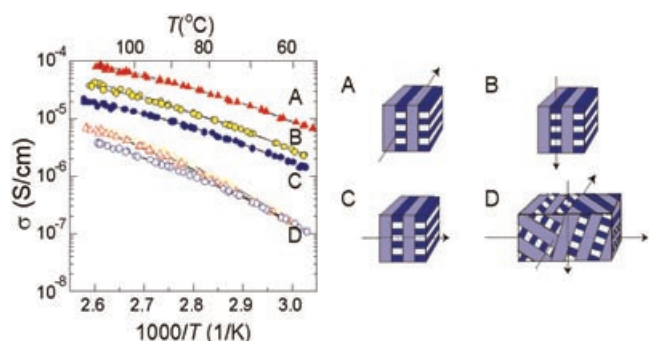 T(°C)
100 80 60
10⁻⁴
10⁻⁵
10⁻⁶
10⁻⁷
10⁻⁸
σ (S/cm)
A
B
C
D
2.6 2.7 2.8 2.9 3.0
1000/T (1/K)
A B
C D